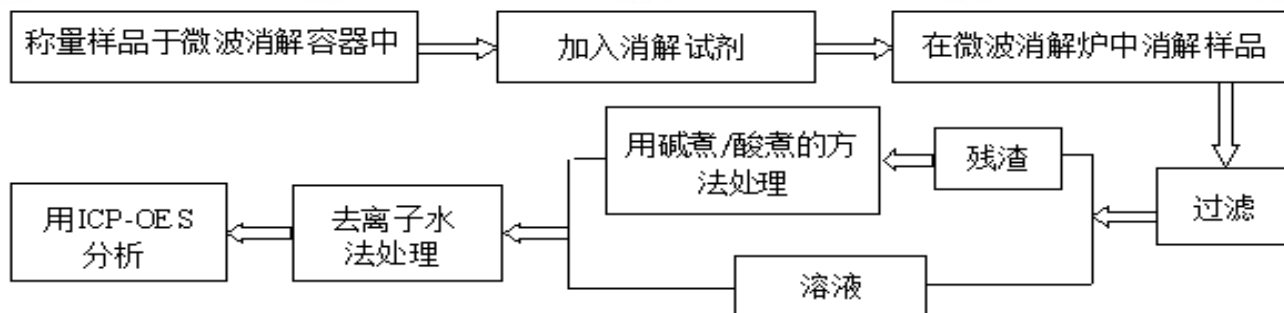 称量样品于微波消解容器中
加入消解试剂
在微波消解炉中消解样品
过滤
残渣
用碱煮/酸煮的方
法处理
溶液
去离子水
法处理
用ICP-OES
分析